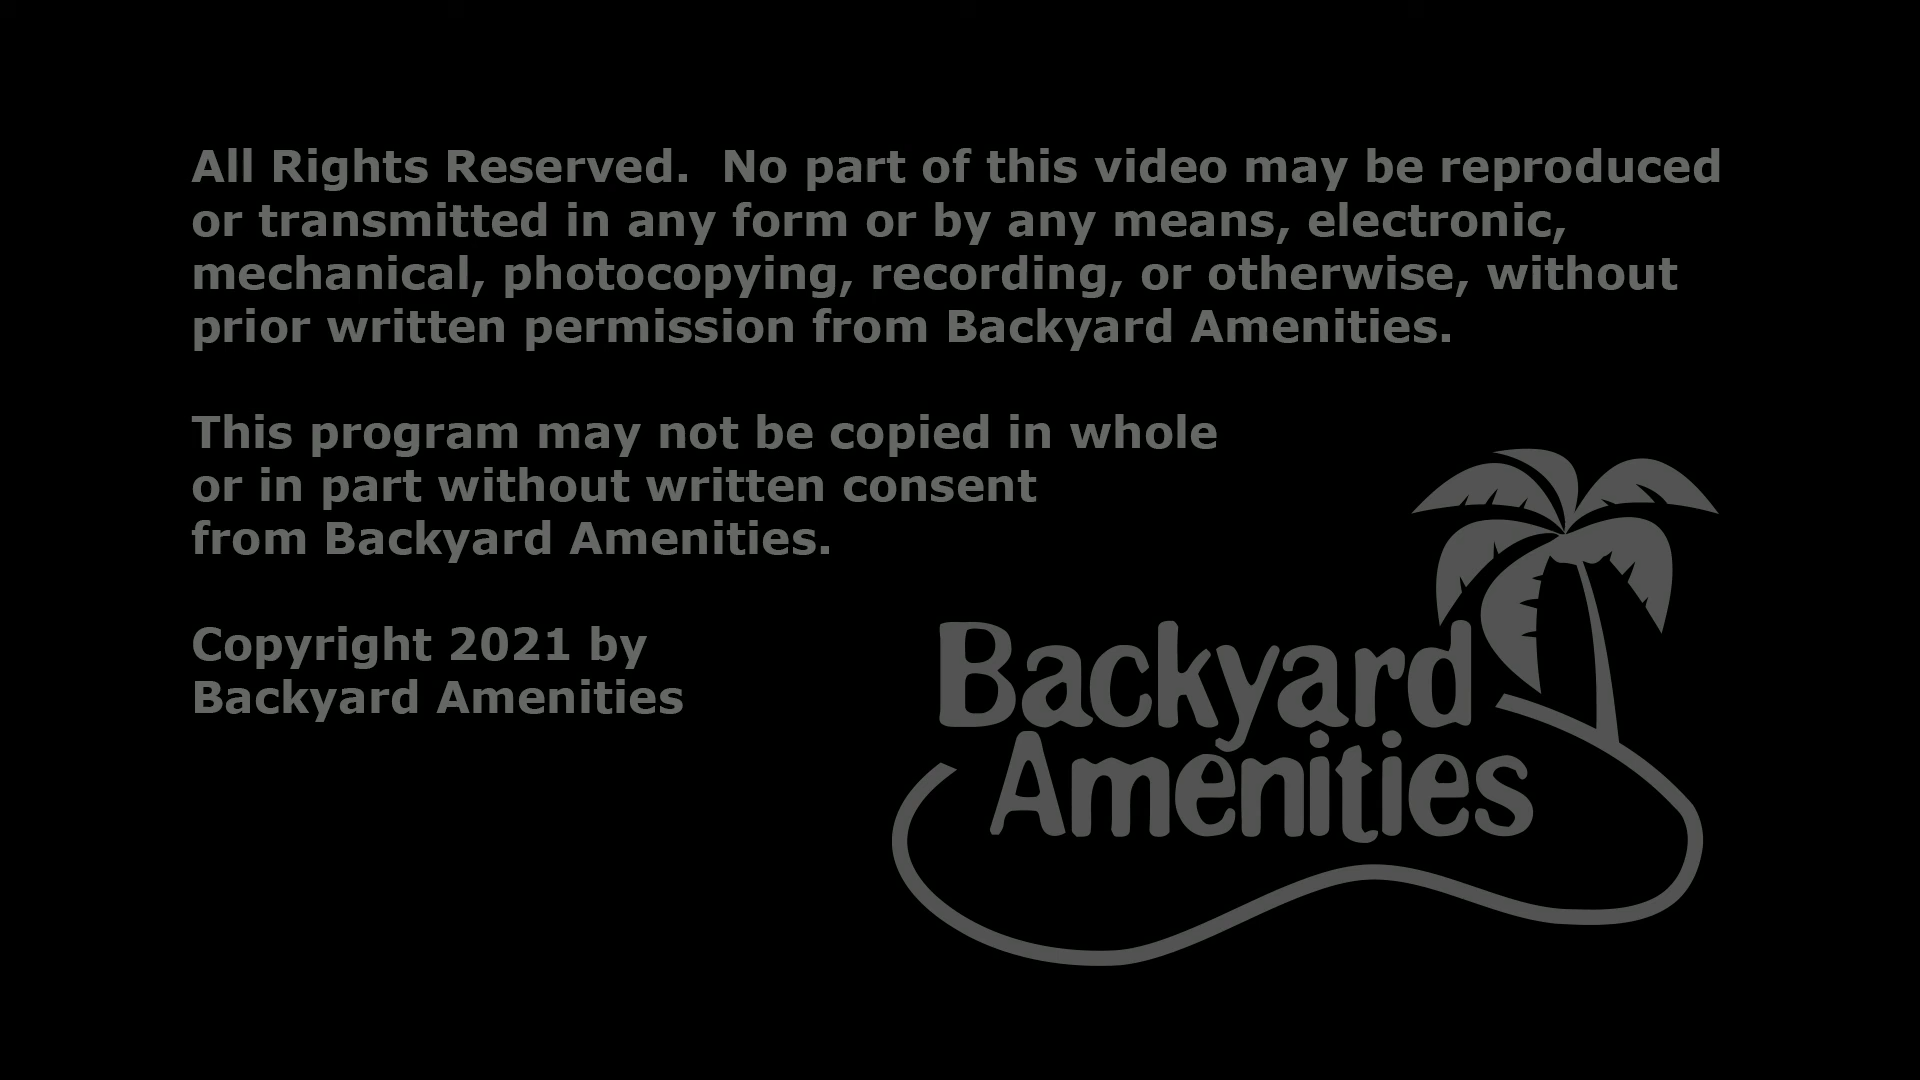 All Rights Reserved.  No part of this video may be reproduced
or transmitted in any form or by any means, electronic,
mechanical, photocopying, recording, or otherwise, without
prior written permission from Backyard Amenities.
This program may not be copied in whole
or in part without written consent
from Backyard Amenities.
Copyright 2021 by
Backyard Amenities
Backyard
Amenities